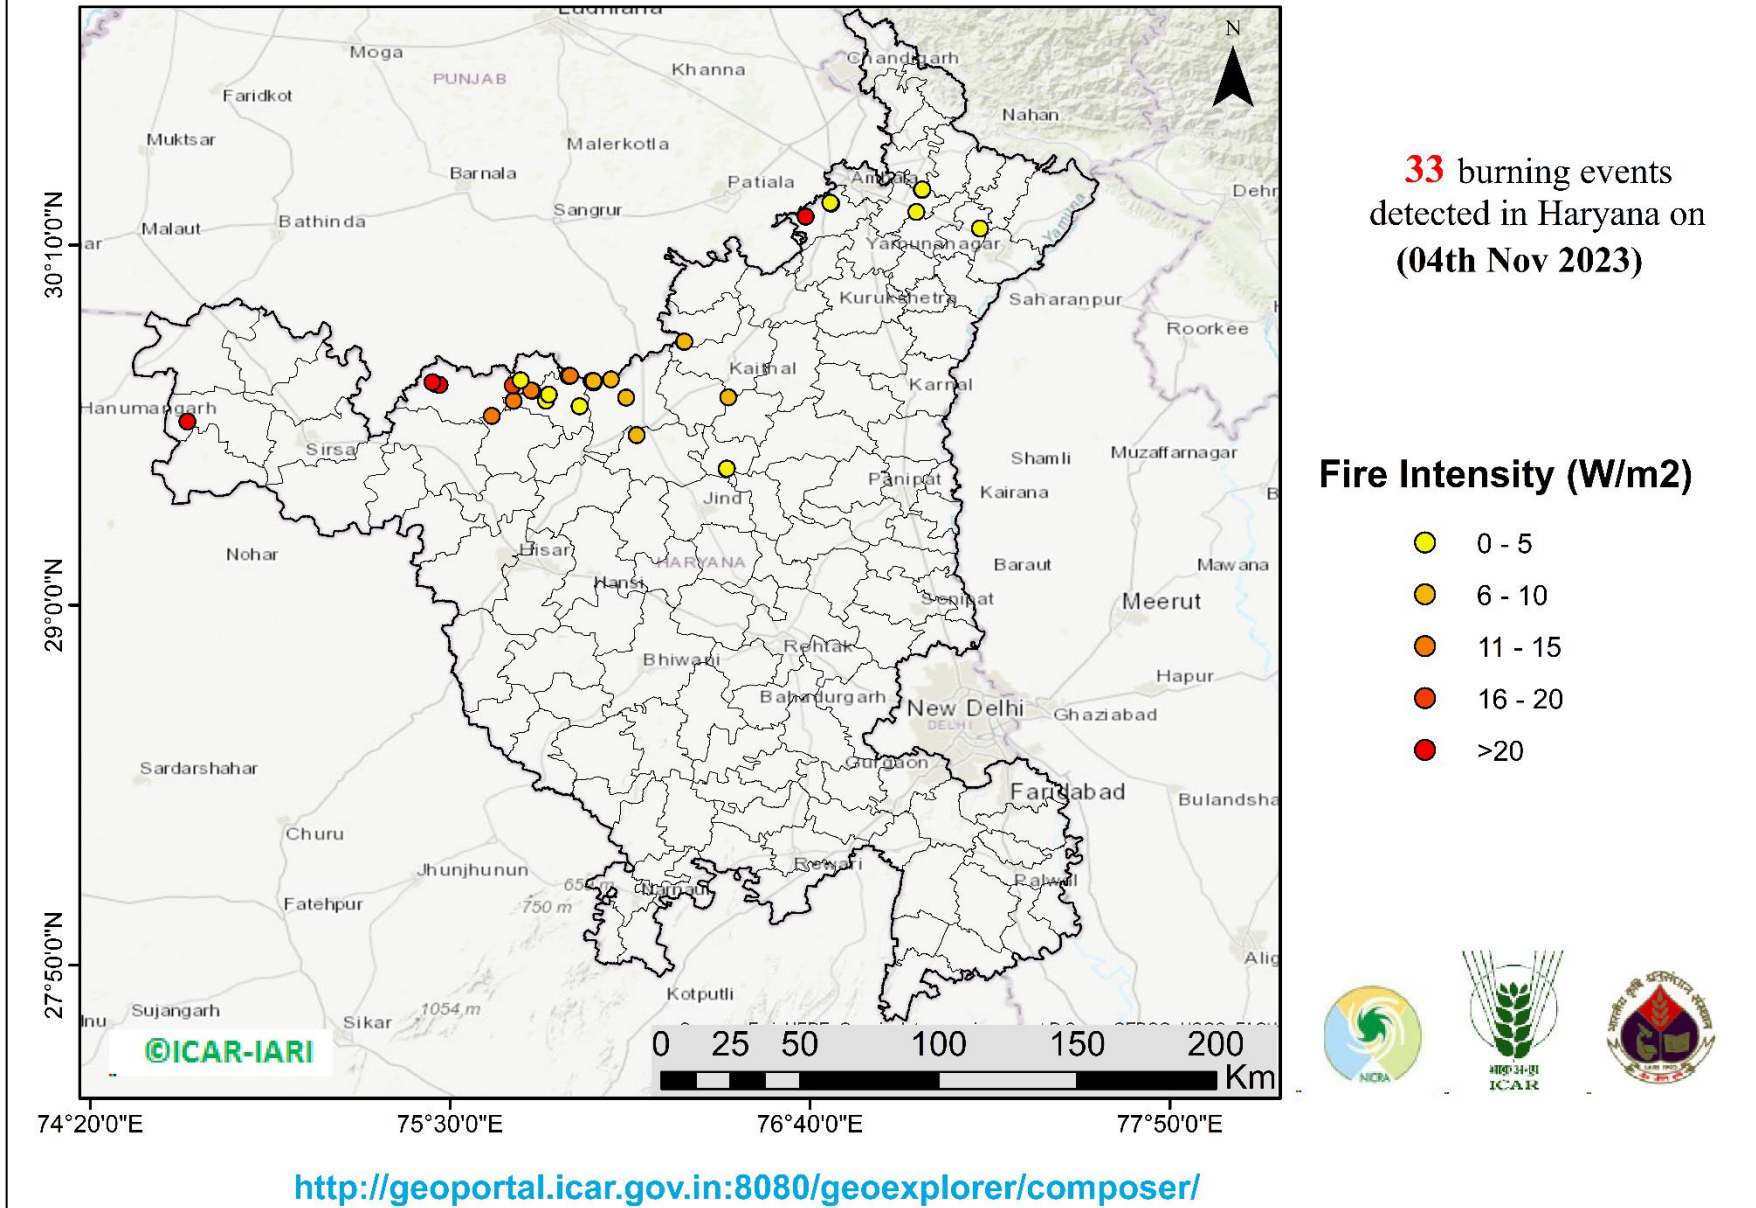 Moga
PUNJAB
Khanna
Chandigarh
N
Faridkot
Nahan
Muktsar
Malerkotla
Barnala
Patiala
Ambala
Sangrur
Bathinda
Malaut
Yamuna
ar
Yamunanagar
Kurukshetra
Saharanpur
Roorkee
Kaithal
Karnal
Hanumangarh
Sirsa
Shamli
Muzaffarnagar
Panipat
Kairana
Jind
Nohar
Hisar
HARYANA
Baraut
Mawana
Hansi
Sonipat
Meerut
Rohtak
Bhiwani
Hapur
Bahadurgarh
New Delhi
DELHI
Ghaziabad
Gurgaon
Sardarshahar
Faridabad
Bulandsha
Churu
Rewari
Jhunjhunun
Narnaul
Palwal
Fatehpur
750 m
Alig
Kotputli
Sujangarh
1054 m
Sikar
©ICAR-IARI
0 25 50 100 150 200
Km
30°10'0"N
29°0'0"N
27°50'0"N
74°20'0"E 75°30'0"E 76°40'0"E 77°50'0"E
33 burning events
detected in Haryana on
(04th Nov 2023)
Fire Intensity (W/m2)
0 - 5
6 - 10
11 - 15
16 - 20
>20
NICRA
भाकृअनुप
ICAR
http://geoportal.icar.gov.in:8080/geoexplorer/composer/